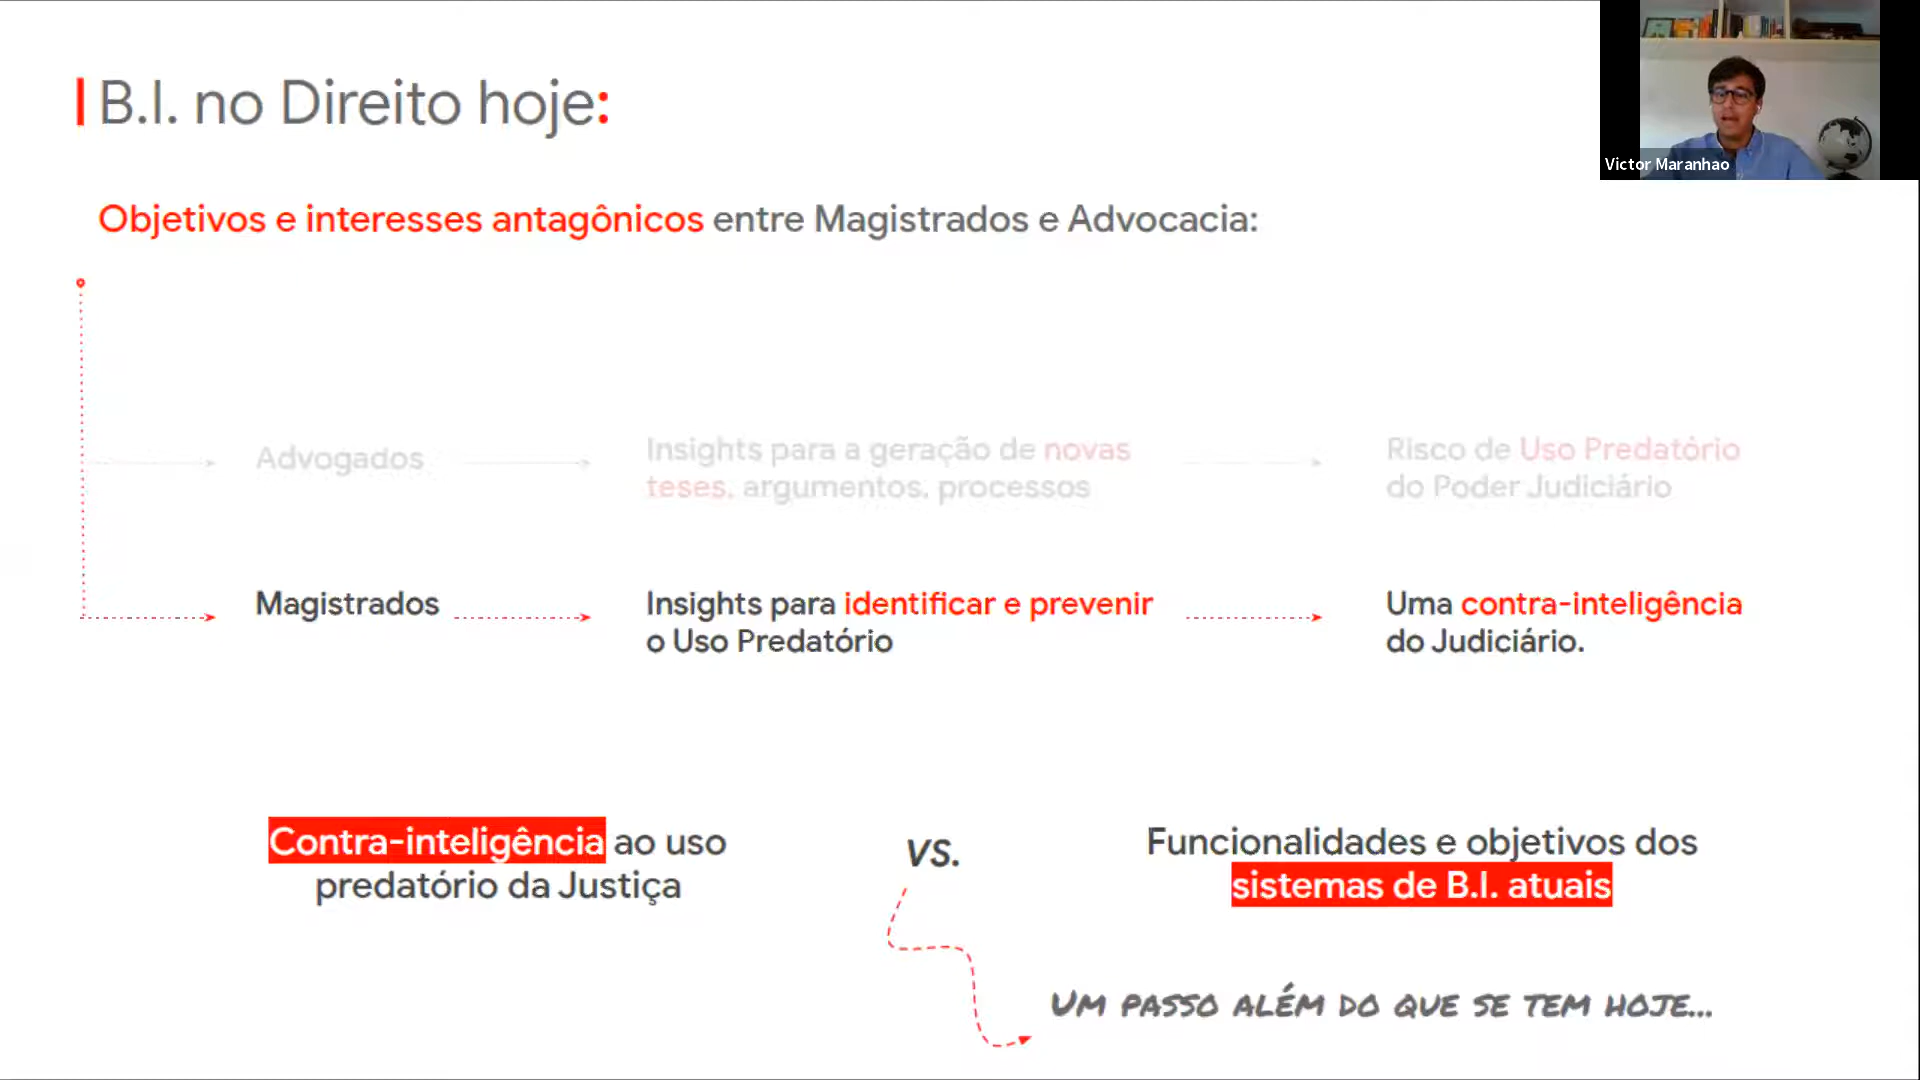 B.I. no Direito hoje:
Victor Maranhao
Objetivos e interesses antagônicos entre Magistrados e Advocacia:
Advogados
Insights para a geração de novas
teses, argumentos, processos
Risco de Uso Predatório
do Poder Judiciário
Magistrados
Insights para identificar e prevenir
o Uso Predatório
Uma contra-inteligência
do Judiciário.
Contra-inteligência ao uso
predatório da Justiça
vs.
Funcionalidades e objetivos dos
sistemas de B.I. atuais
UM PASSO ALÉM DO QUE SE TEM HOJE...